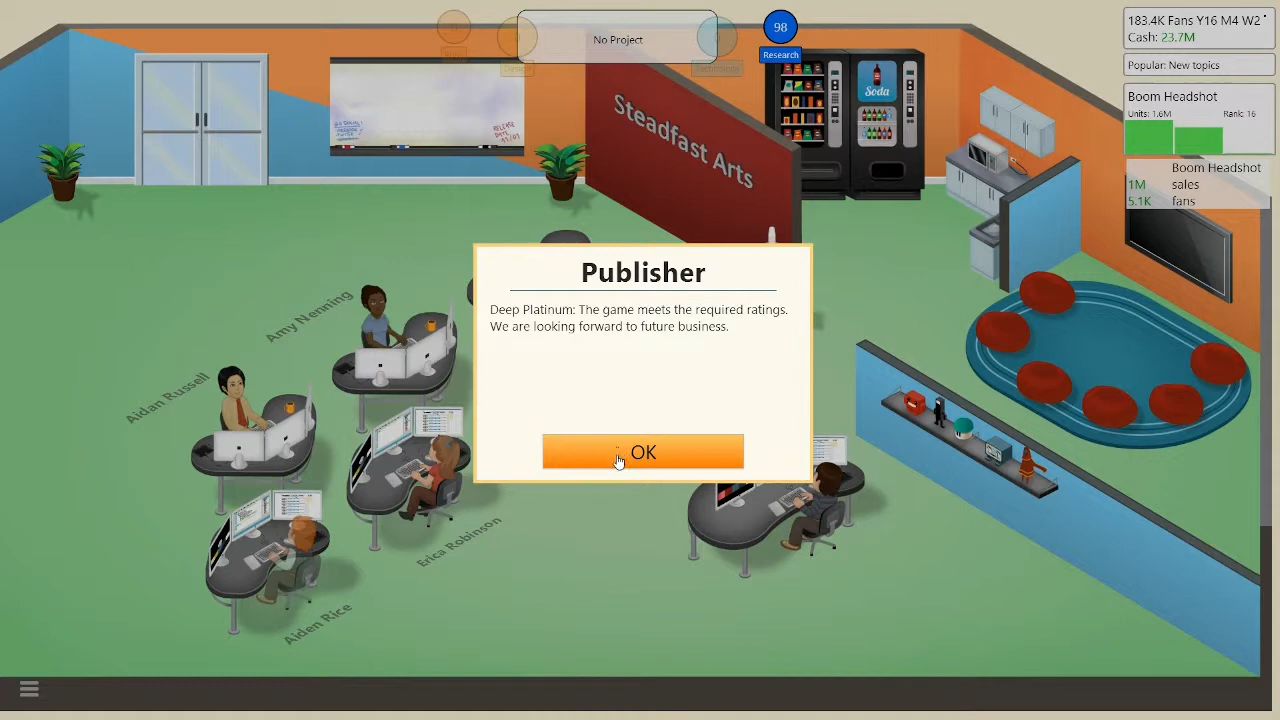 No Project
98
Research
Technology
183.4K Fans Y16 M4 W2
Cash: 23.7M
Popular: New topics
Boom Headshot
Units: 1.6M
Rank: 16
Boom Headshot
1M sales
5.1K fans
Soda
Steadfast Arts
RELEASE
DATE
Publisher
Deep Platinum: The game meets the required ratings.
We are looking forward to future business.
OK
Amy Nenning
Aidan Russell
Erica Robinson
Aiden Rice